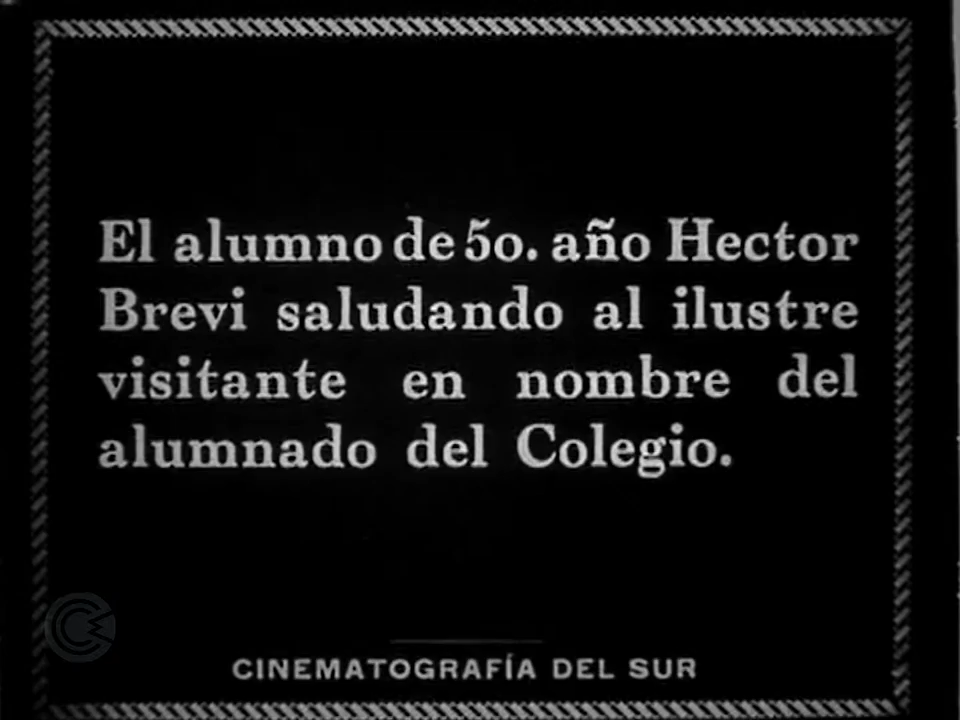 El alumno de 5o. año Hector
Brevi saludando al ilustre
visitante en nombre del
alumnado del Colegio.
CINEMATOGRAFÍA DEL SUR